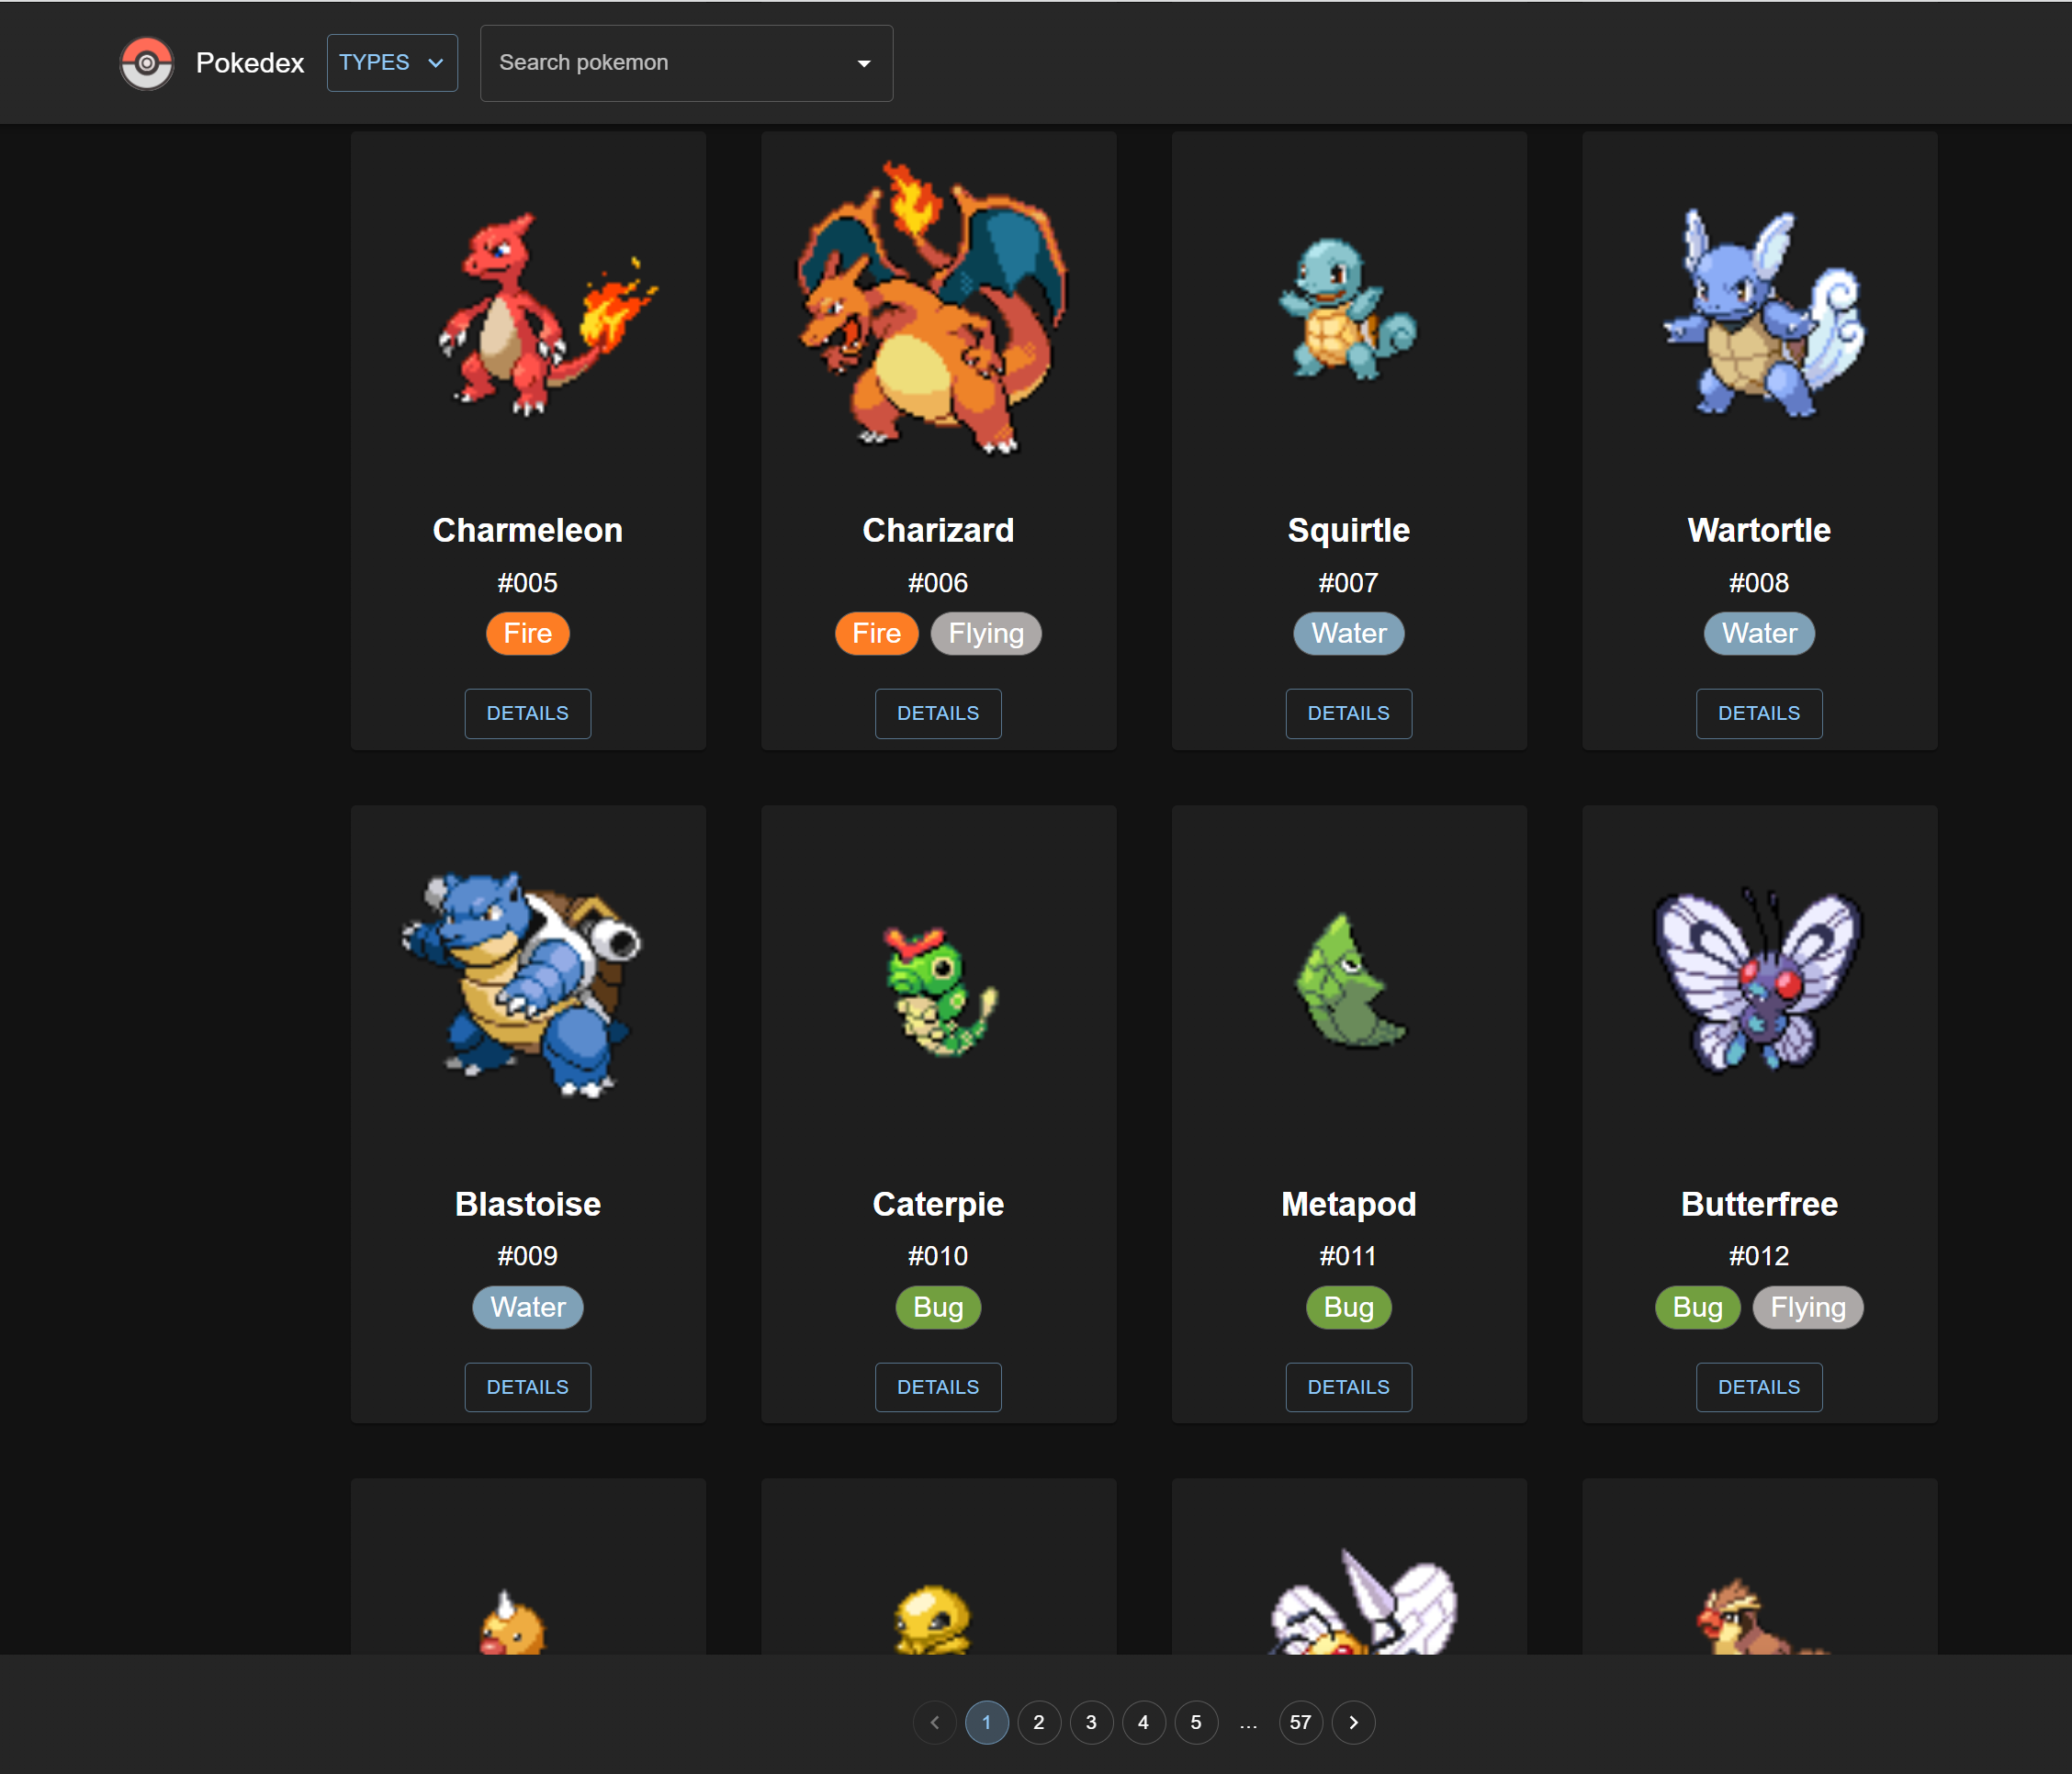 Pokedex TYPES Search pokemon
Charmeleon Charizard Squirtle Wartortle
#005 #006 #007 #008
Fire Fire Flying Water Water
DETAILS DETAILS DETAILS DETAILS
Blastoise Caterpie Metapod Butterfree
#009 #010 #011 #012
Water Bug Bug Bug Flying
DETAILS DETAILS DETAILS DETAILS
1 2 3 4 5 ... 57